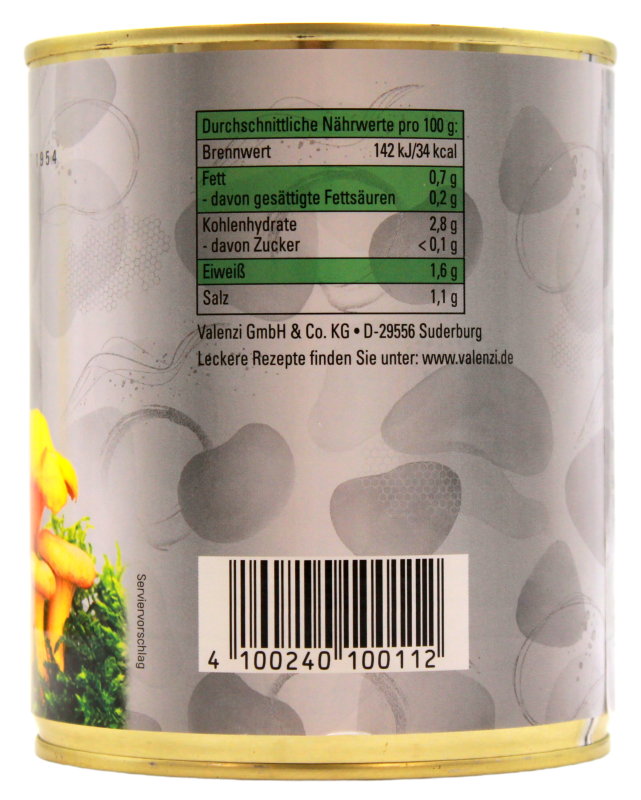 1954
Durchschnittliche Nährwerte pro 100 g:
Brennwert 142 kJ/34 kcal
Fett 0,7 g
- davon gesättigte Fettsäuren 0,2 g
Kohlenhydrate 2,8 g
- davon Zucker < 0,1 g
Eiweiß 1,6 g
Salz 1,1 g
Valenzi GmbH & Co. KG • D-29556 Suderburg
Leckere Rezepte finden Sie unter: www.valenzi.de
Serviervorschlag
4 100240 100112